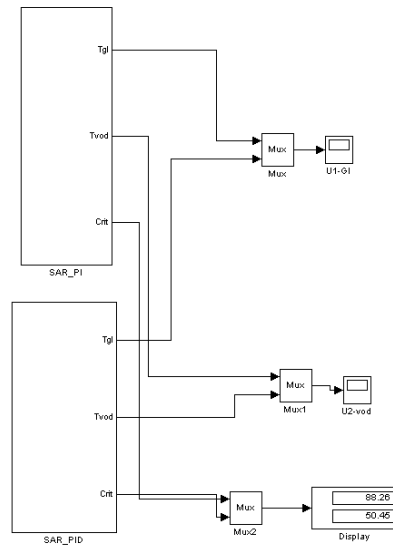 Tgl
Tvod
Crit
SAR_PI
Mux
Mux
U1-Gl
Tgl
Tvod
Crit
SAR_PID
Mux
Mux1
U2-vod
Mux
Mux2
88.26
50.45
Display